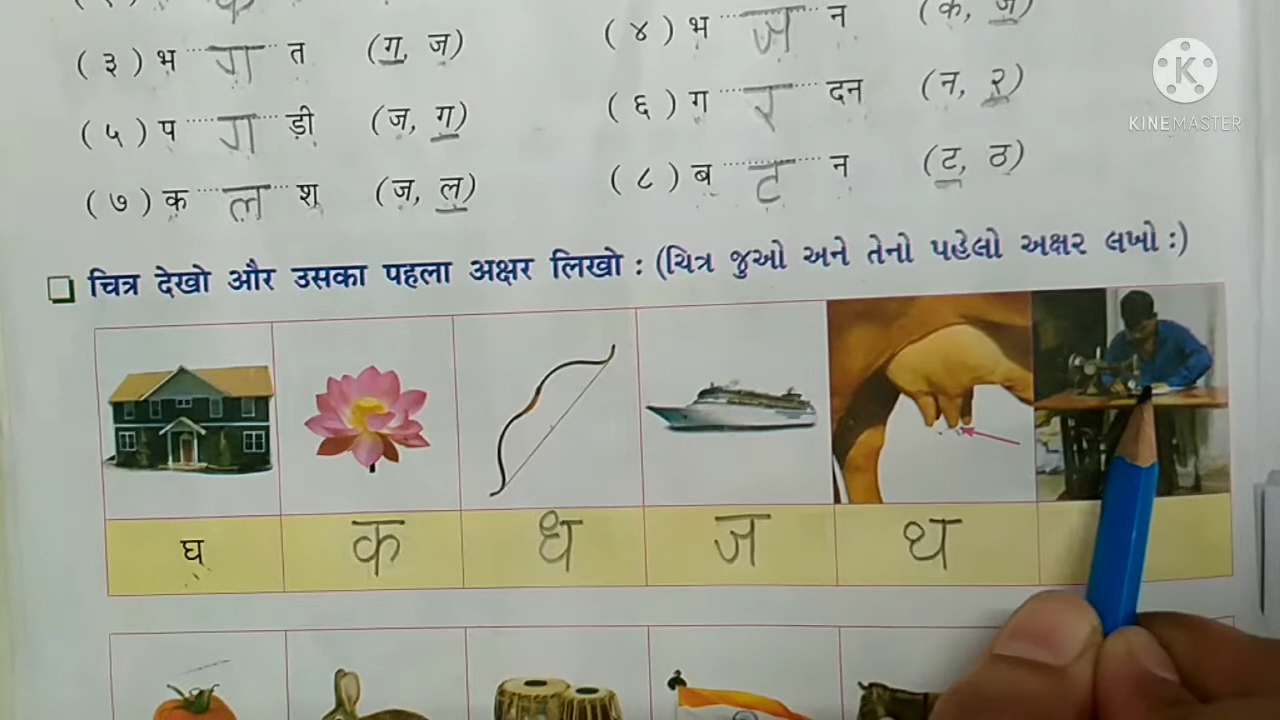 (३) भ ग त (ग, ज) (४) भ ज न (क, ज)
(५) प ग ड़ी (ज, ग) (६) ग र दन (न, र)
(७) क ल श (ज, ल) (८) ब ट न (ट, ठ)
KINEMASTER
चित्र देखो और उसका पहला अक्षर लिखो : (ચિત્ર જુઓ અને તેનો પહેલો અક્ષર લખો :)
घ क ध ज थ